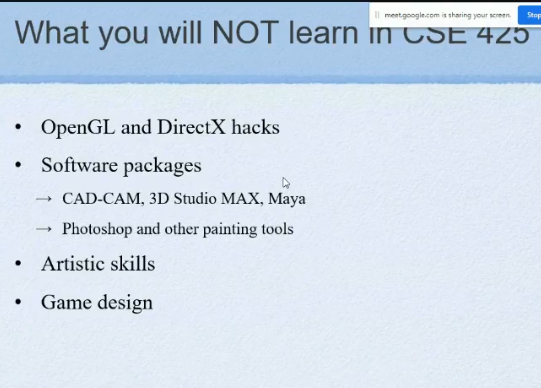 meet.google.com is sharing your screen.
Stop
What you will NOT learn in CSE 425
• OpenGL and DirectX hacks
• Software packages
→ CAD-CAM, 3D Studio MAX, Maya
→ Photoshop and other painting tools
• Artistic skills
• Game design